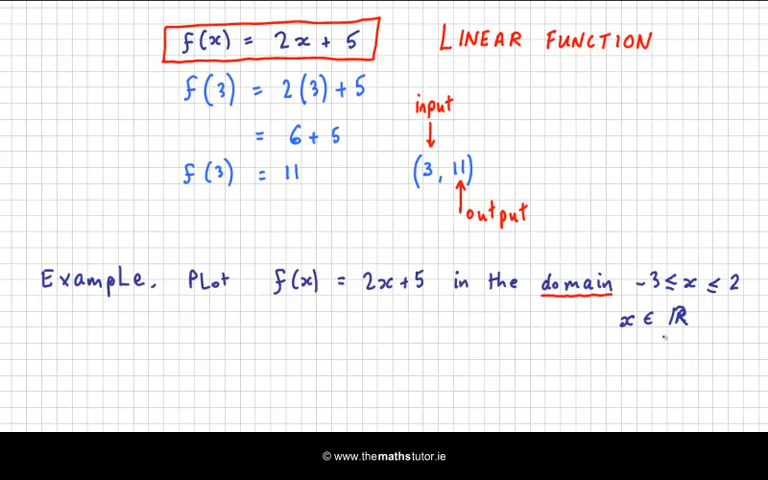 f(x) = 2x + 5 LINEAR FUNCTION
f(3) = 2(3) + 5
input
= 6 + 5
f(3) = 11 (3, 11)
output
Example. PLot f(x) = 2x + 5 in the domain -3 ≤ x ≤ 2
x ∈ ℝ
© www.themathstutor.ie